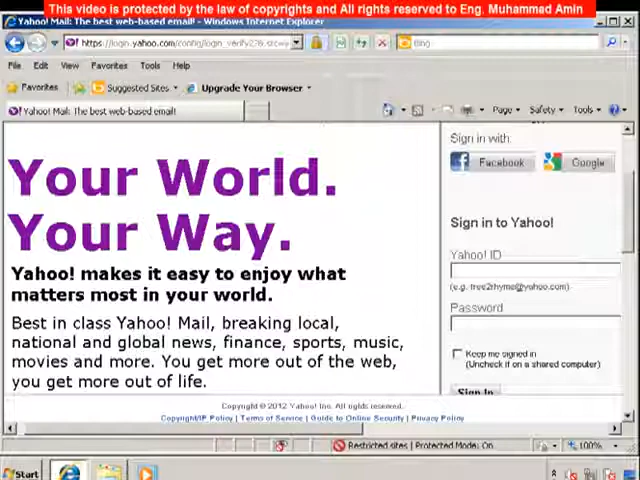 This video is protected by the law of copyrights and All rights reserved to Eng. Muhammad Amin
Yahoo! Mail: The best web-based email! - Windows Internet Explorer
Bing
File Edit View Favorites Tools Help
Favorites Suggested Sites Upgrade Your Browser
Yahoo! Mail: The best web-based email!
Page Safety Tools
Sign in with:
Facebook Google
Your World.
Your Way.
Yahoo! makes it easy to enjoy what
matters most in your world.
Best in class Yahoo! Mail, breaking local,
national and global news, finance, sports, music,
movies and more. You get more out of the web,
you get more out of life.
Sign in to Yahoo!
Yahoo! ID
(e.g. free2rhyme@yahoo.com)
Password
Keep me signed in
(Uncheck if on a shared computer)
Sign In
Copyright © 2012 Yahoo! Inc. All rights reserved.
Copyright/IP Policy | Terms of Service | Guide to Online Security | Privacy Policy
Restricted sites | Protected Mode: On
100%
Start